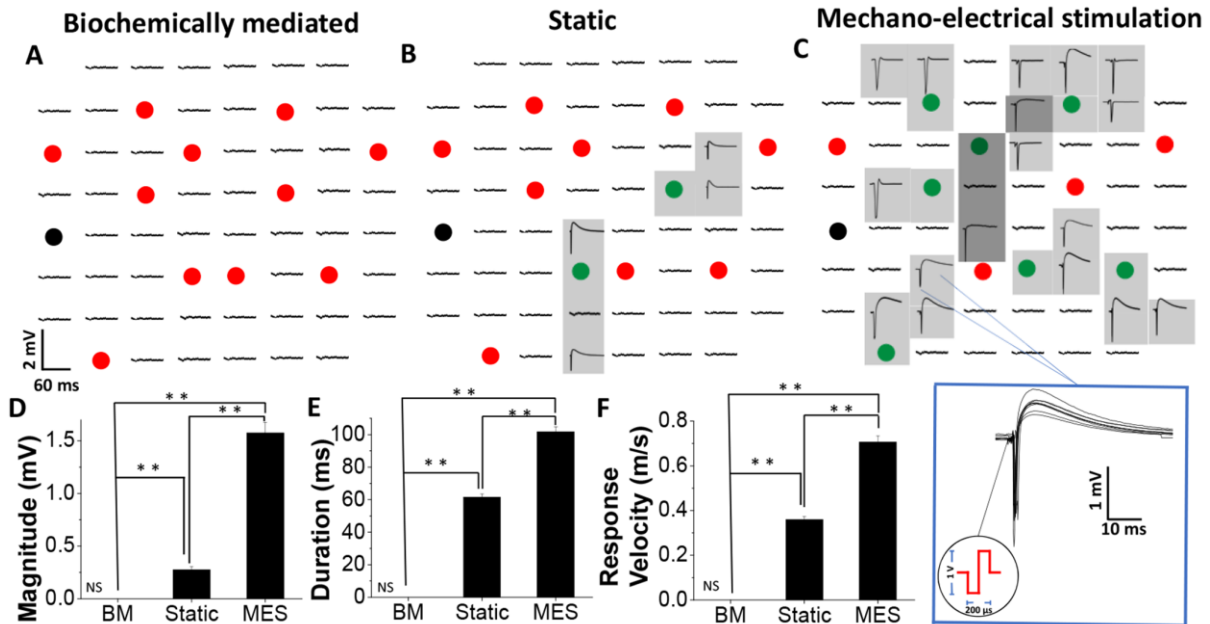 Biochemically mediated
Static
Mechano-electrical stimulation
A
B
C
2 mV
60 ms
D
Magnitude (mV)
1.5
1.0
0.5
0.0
* *
* *
* *
NS
BM
Static
MES
E
Duration (ms)
100
80
60
40
20
0
* *
* *
* *
NS
BM
Static
MES
F
Response
Velocity (m/s)
0.8
0.6
0.4
0.2
0.0
* *
* *
* *
NS
BM
Static
MES
1 mV
10 ms
1 V
200 µs